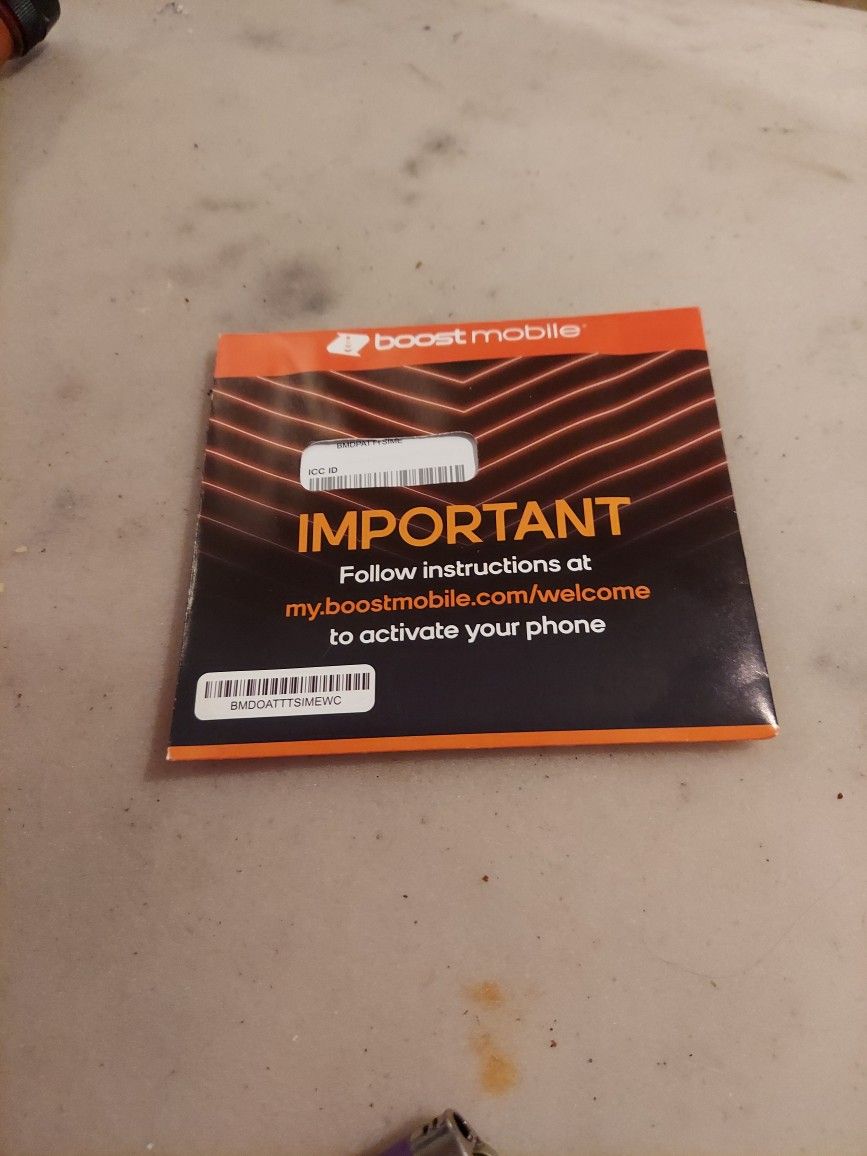 boost mobile
ICC ID
IMPORTANT
Follow instructions at
my.boostmobile.com/welcome
to activate your phone
BMDOATTTSIMEWC